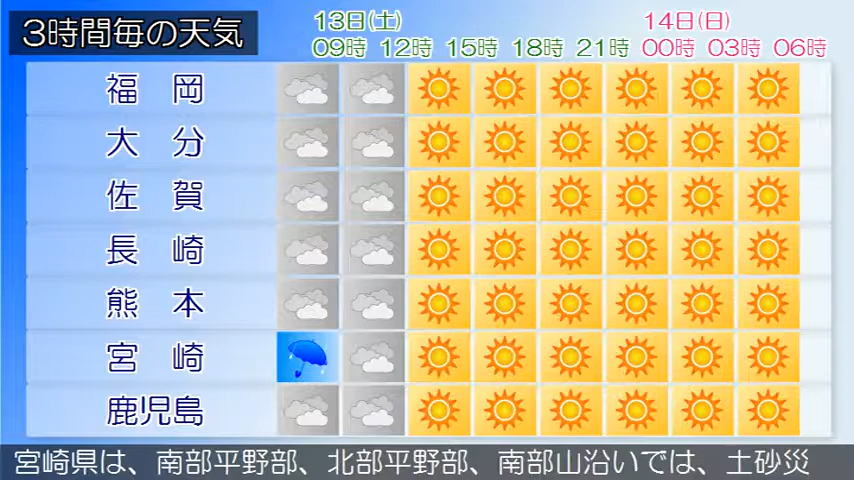 3時間毎の天気
13日(土) 14日(日)
09時 12時 15時 18時 21時 00時 03時 06時
福岡
大分
佐賀
長崎
熊本
宮崎
鹿児島
宮崎県は、南部平野部、北部平野部、南部山沿いでは、土砂災